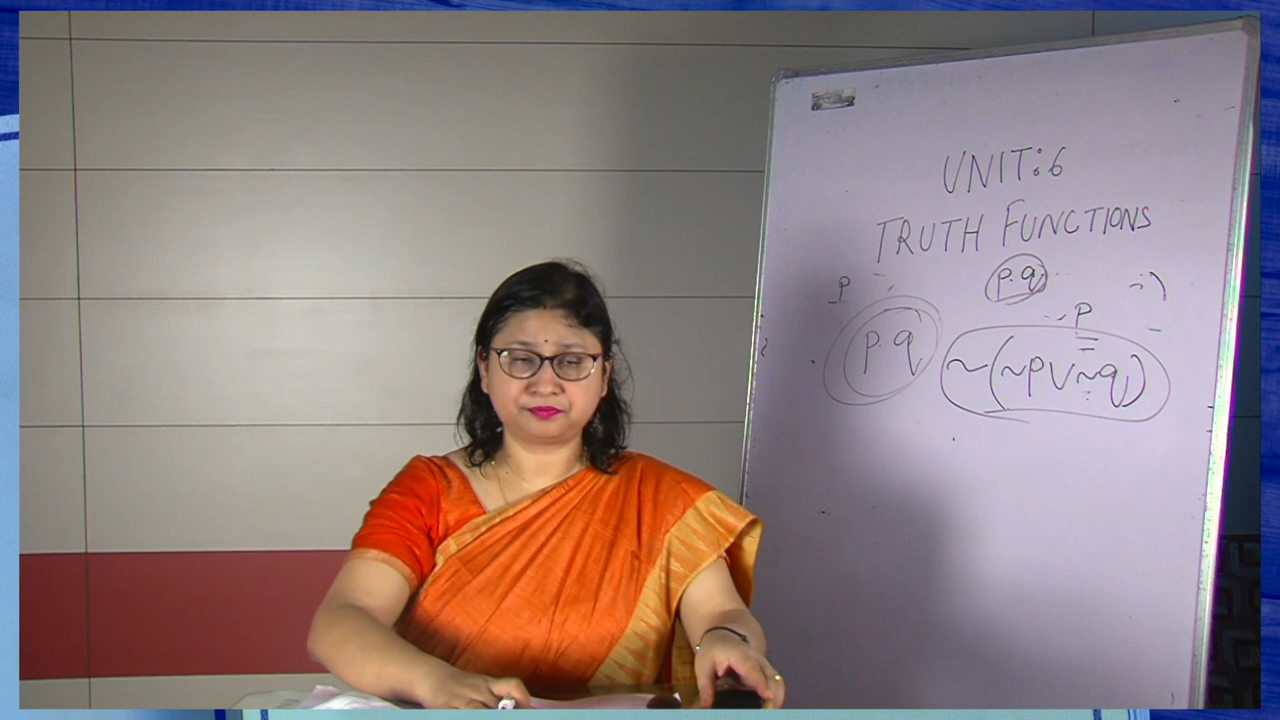 UNIT:6
TRUTH FUNCTIONS
p
p.q
p
p.q ~(~p∨~q)